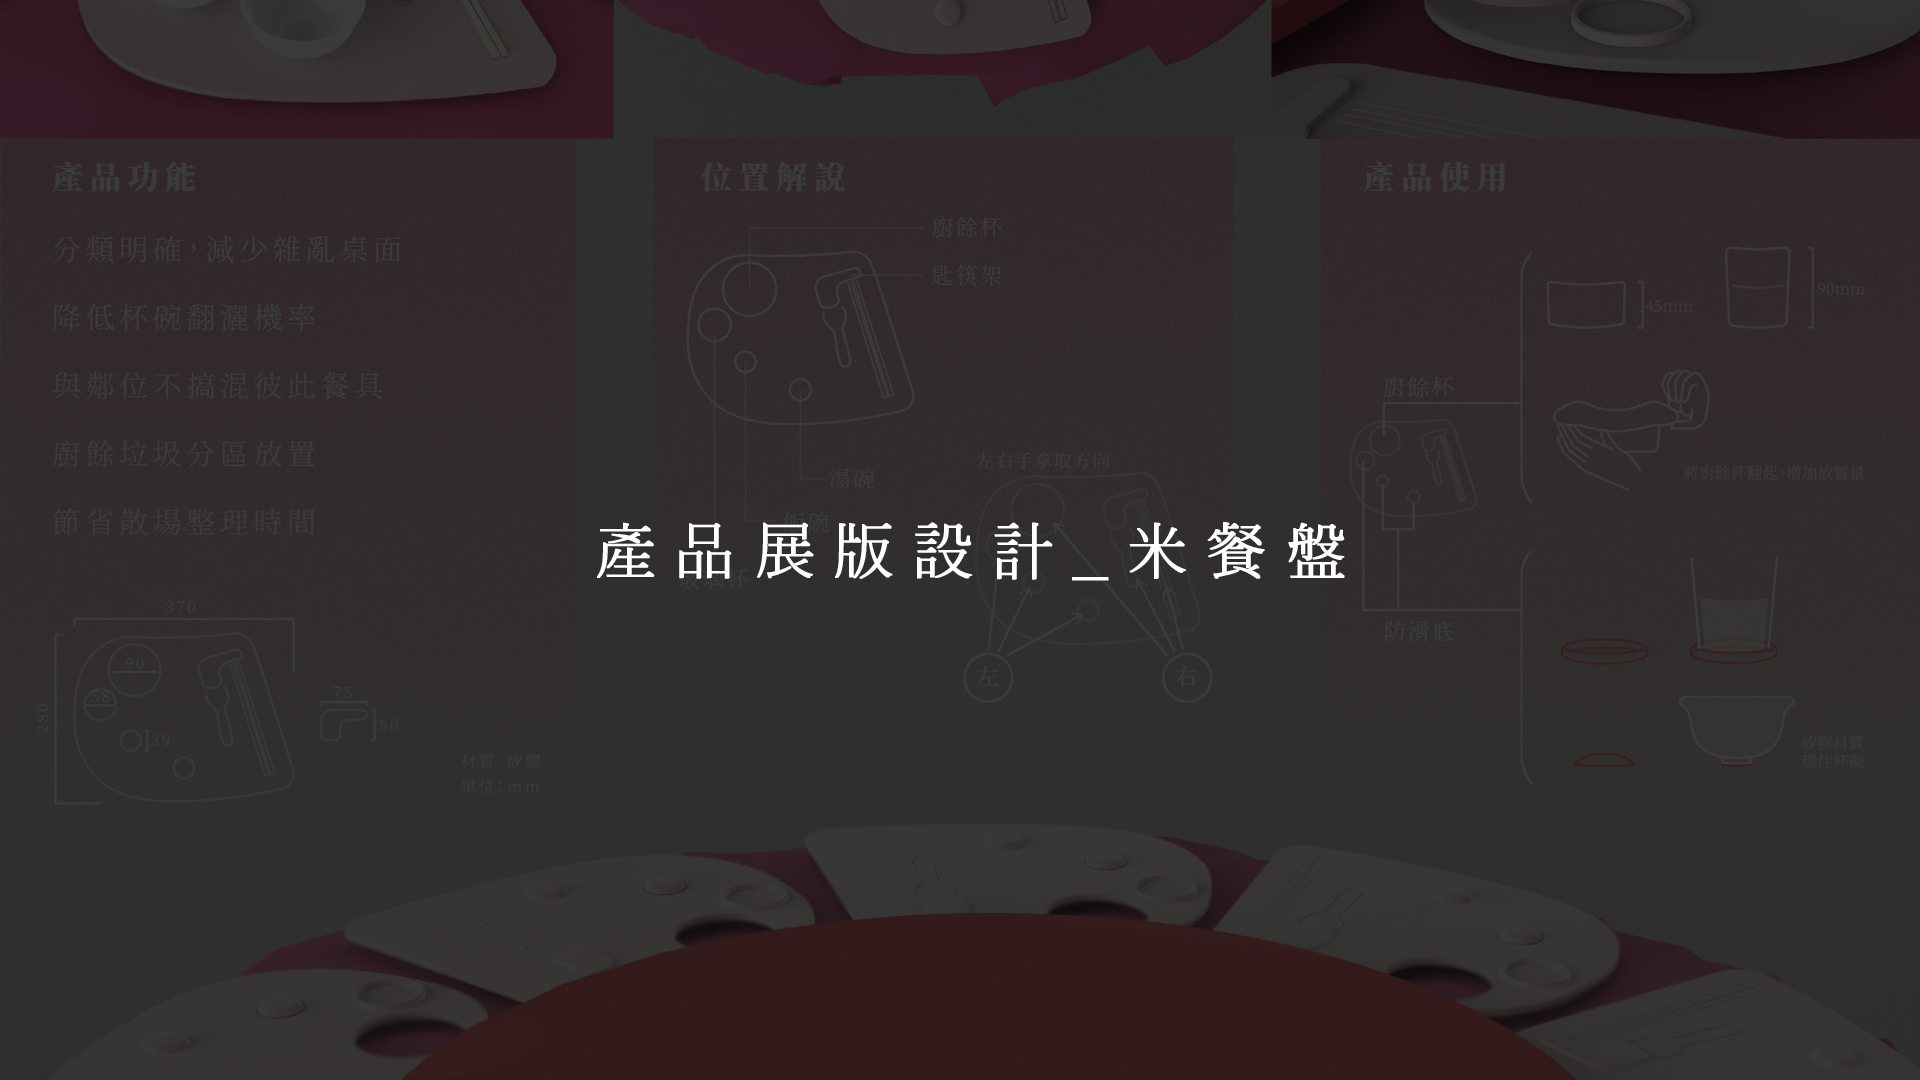 產品功能
分類明確，減少雜亂桌面
降低杯碗翻灑機率
與鄰位不搞混彼此餐具
廚餘垃圾分區放置
節省散場整理時間
370
280
90
58
39
75
50
材質：矽膠
單位：mm
位置解說
廚餘杯
匙筷架
湯碗
飯碗
玻璃杯
左右手拿取方向
左
右
產品使用
45mm
90mm
廚餘杯
將廚餘杯翻起，增加放置量
防滑底
矽膠材質
穩住杯碗
產品展版設計_米餐盤